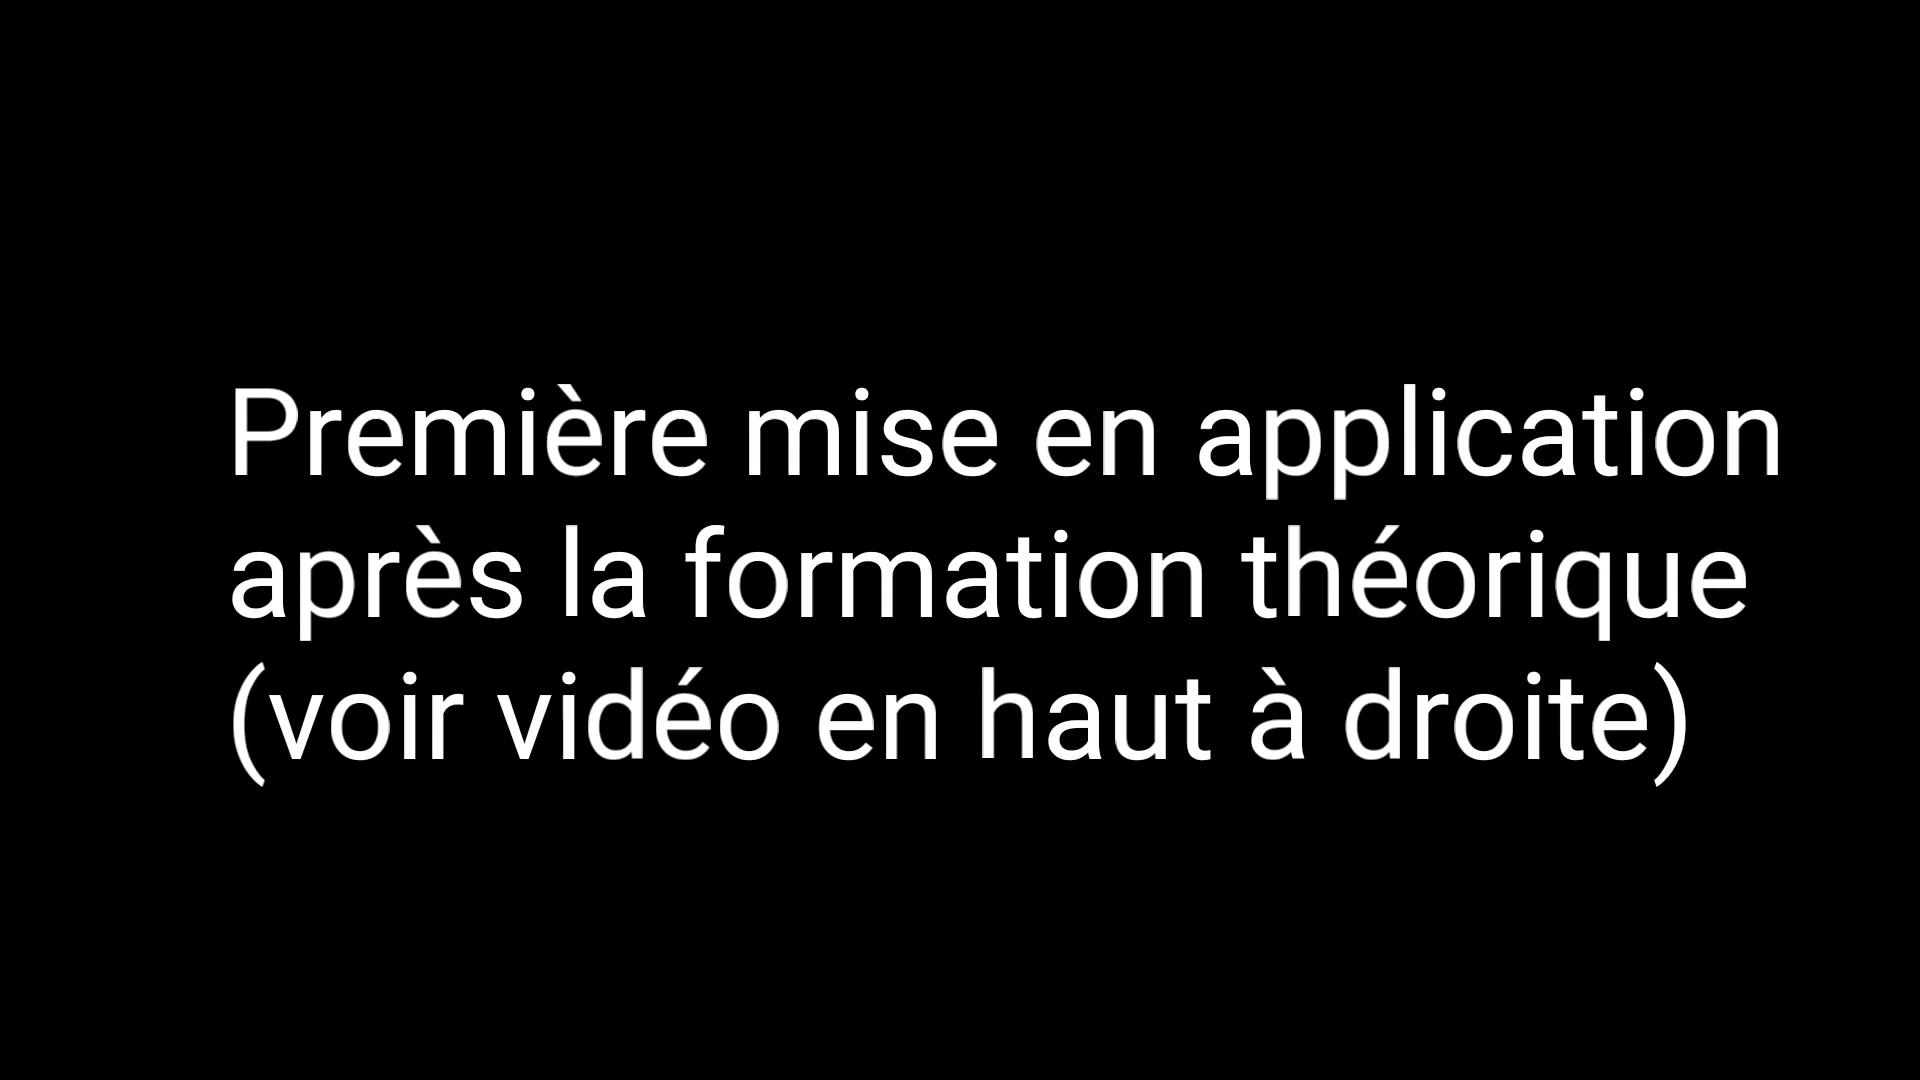 Première mise en application
après la formation théorique
(voir vidéo en haut à droite)